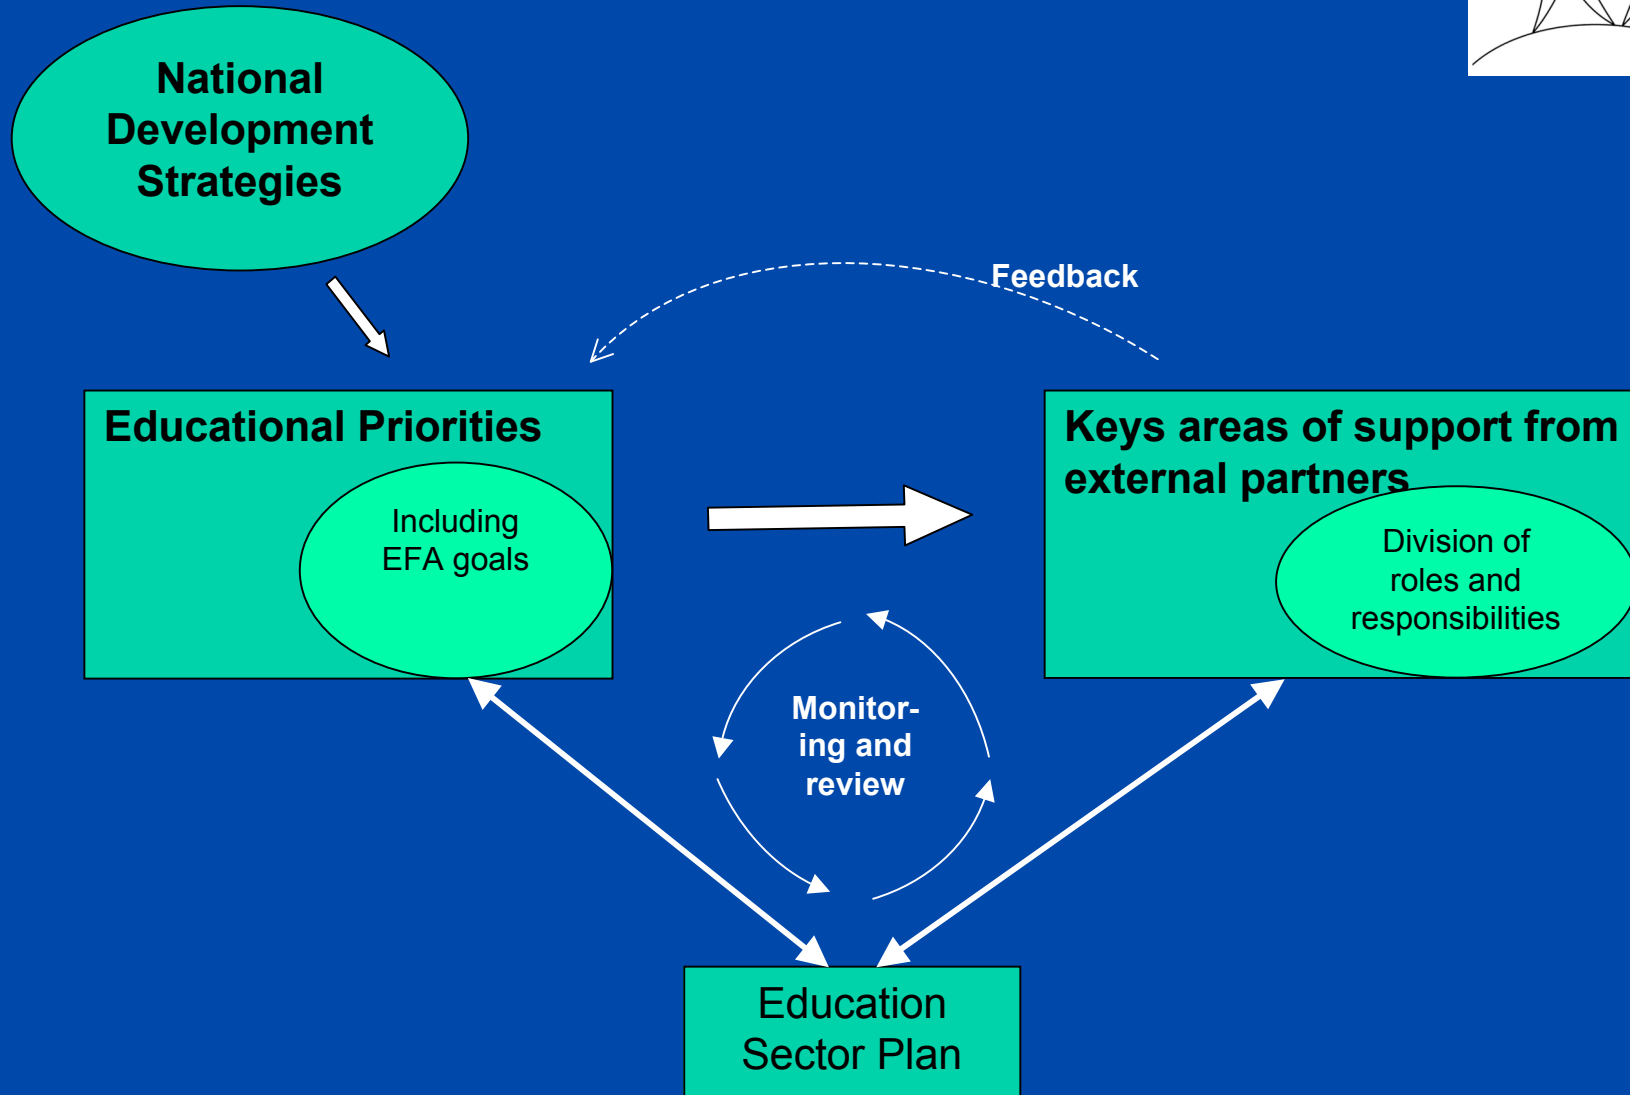 National
Development
Strategies
Feedback
Educational Priorities
Including
EFA goals
Keys areas of support from
external partners
Division of
roles and
responsibilities
Monitor-
ing and
review
Education
Sector Plan